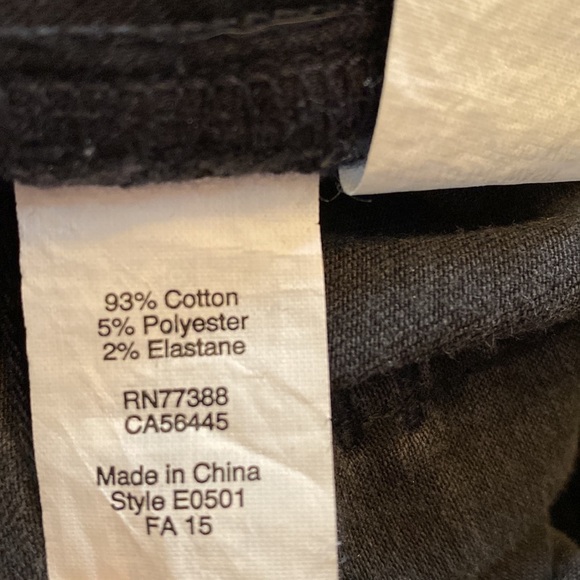 93% Cotton
5% Polyester
2% Elastane
RN77388
CA56445
Made in China
Style E0501
FA 15